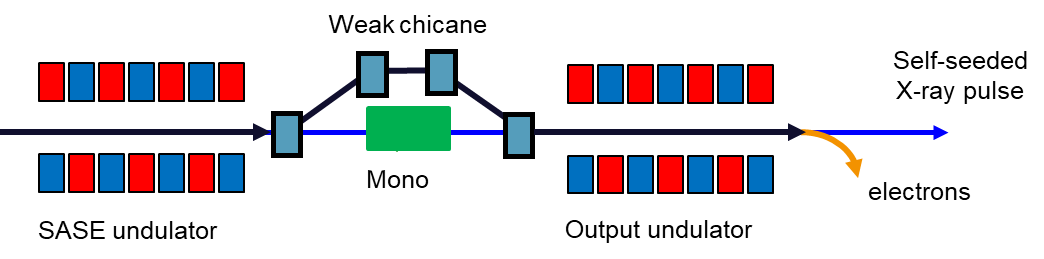 Weak chicane
Self-seeded
X-ray pulse
Mono
electrons
SASE undulator
Output undulator